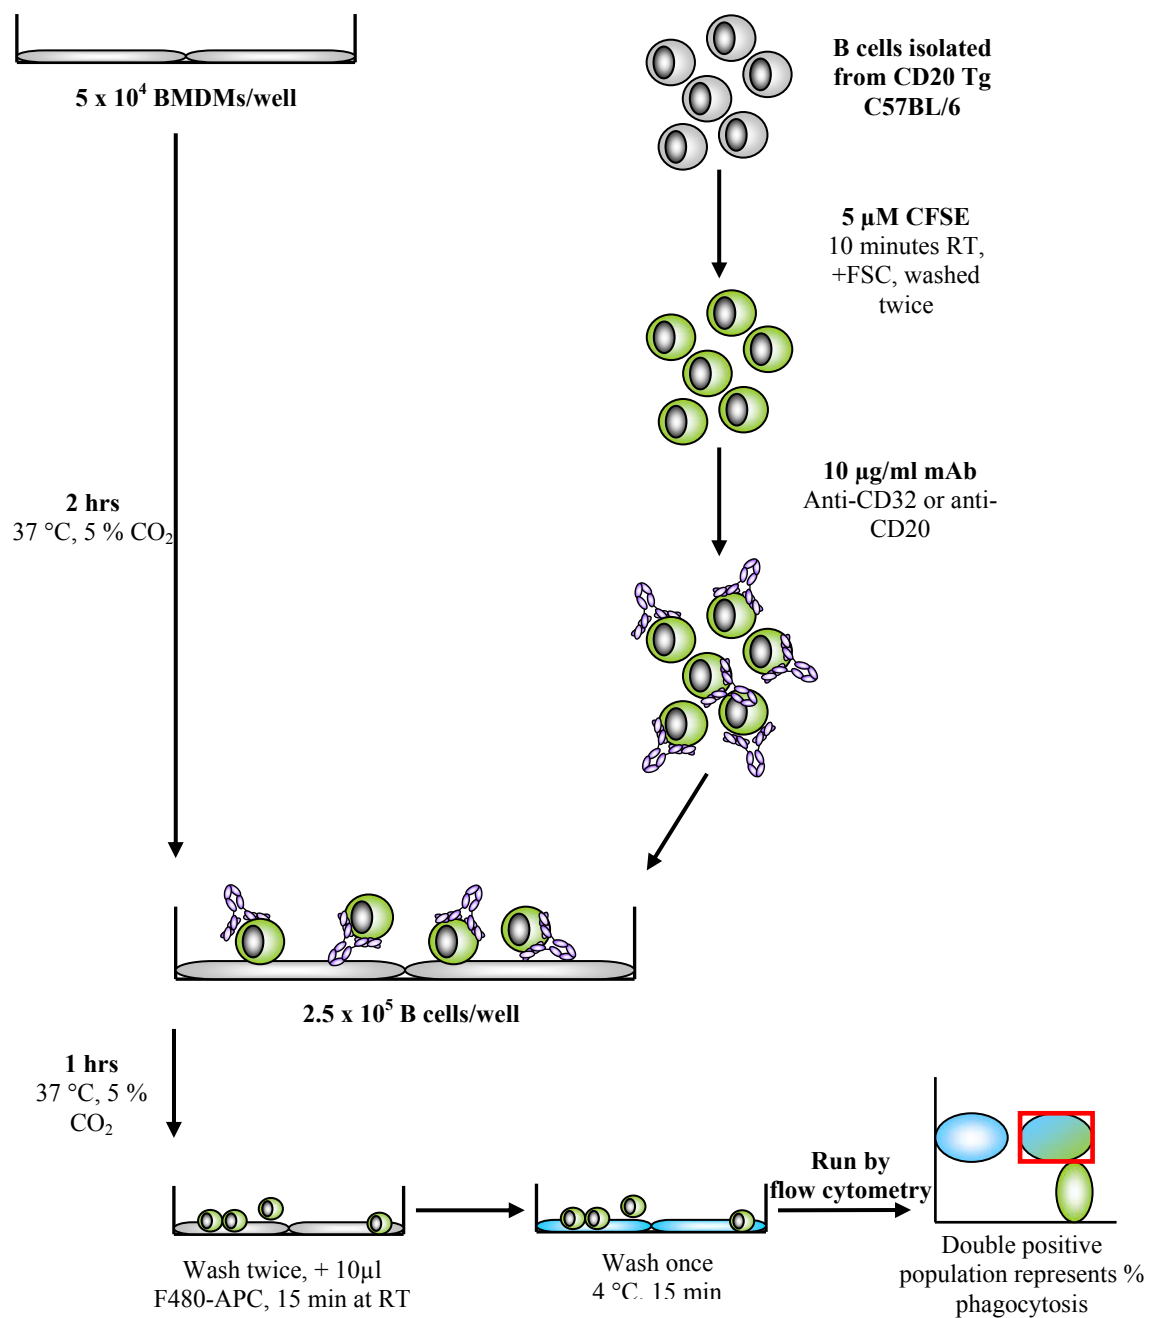 5 x 10⁴ BMDMs/well
B cells isolated
from CD20 Tg
C57BL/6
5 µM CFSE
10 minutes RT,
+FSC, washed
twice
10 µg/ml mAb
Anti-CD32 or anti-
CD20
2 hrs
37 °C, 5 % CO₂
2.5 x 10⁵ B cells/well
1 hrs
37 °C, 5 %
CO₂
Wash twice, + 10µl
F480-APC, 15 min at RT
Wash once
4 °C, 15 min
Run by
flow cytometry
Double positive
population represents %
phagocytosis